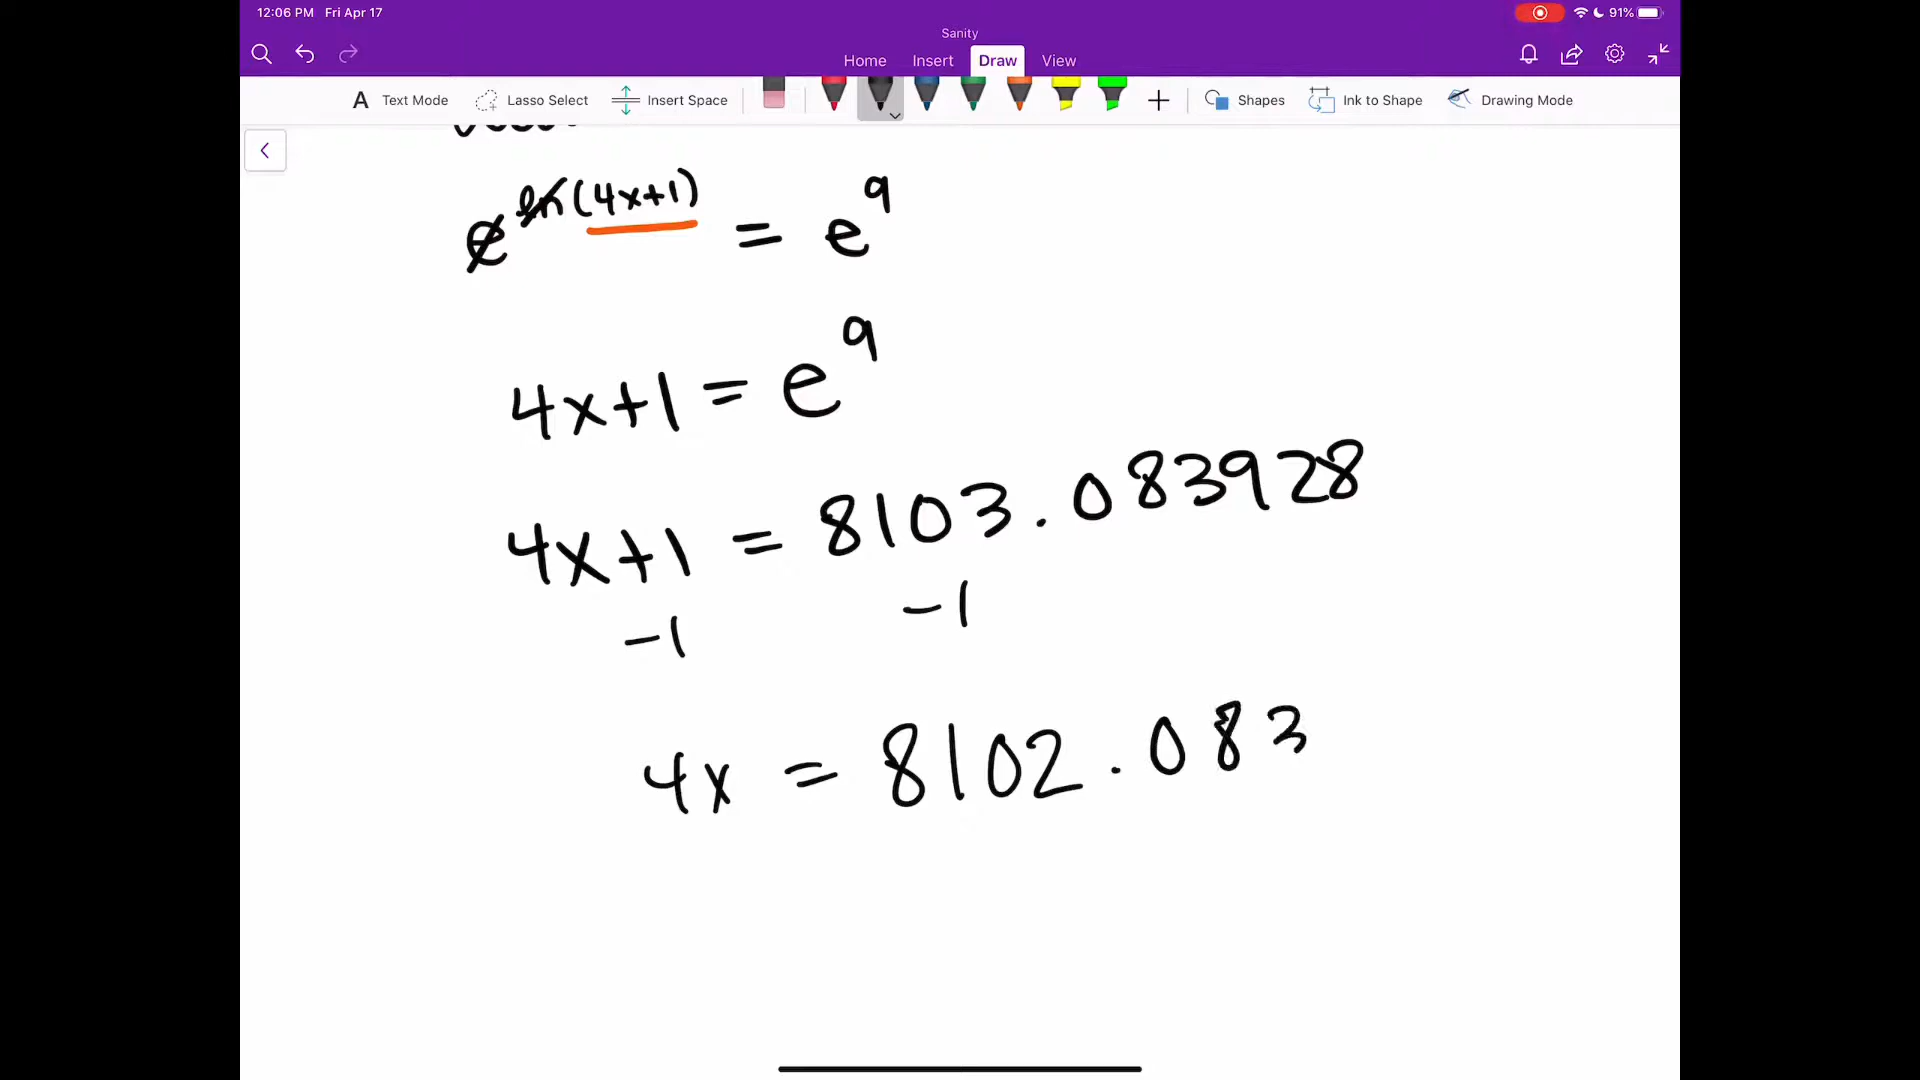 12:06 PM Fri Apr 17
91%
Sanity
Home Insert Draw View
A Text Mode Lasso Select Insert Space Shapes Ink to Shape Drawing Mode
e^ln(4x+1) = e^9
4x+1 = e^9
4x+1 = 8103.083928
-1 -1
4x = 8102.083